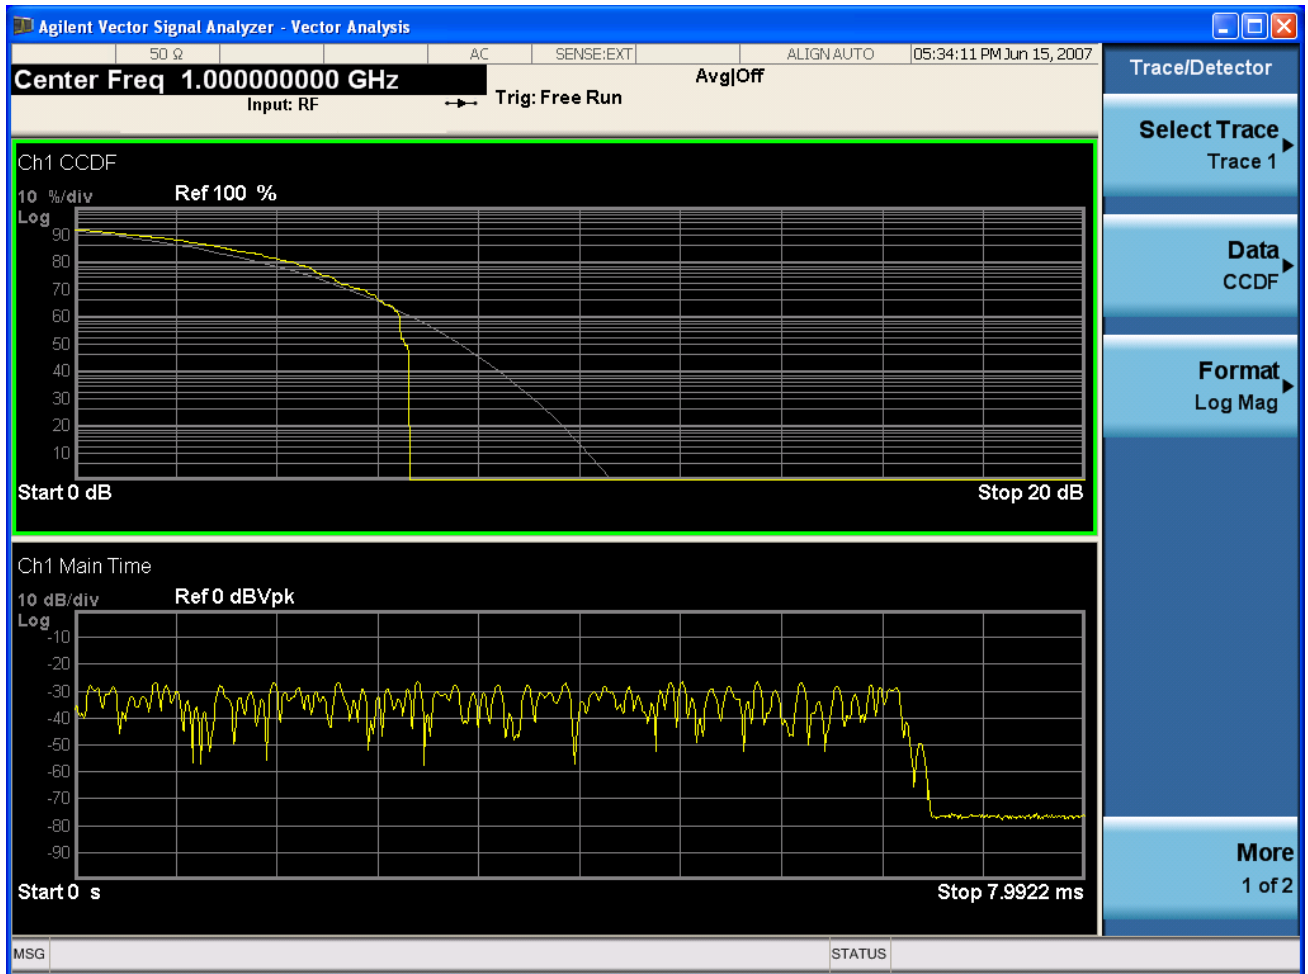 Agilent Vector Signal Analyzer - Vector Analysis
50 Ω AC SENSE:EXT ALIGN AUTO 05:34:11 PM Jun 15, 2007
Center Freq 1.000000000 GHz
Input: RF
Trig: Free Run
Avg|Off
Ch1 CCDF
10 %/div Ref 100 %
Log
90
80
70
60
50
40
30
20
10
Start 0 dB Stop 20 dB
Ch1 Main Time
10 dB/div Ref 0 dBVpk
Log
-10
-20
-30
-40
-50
-60
-70
-80
-90
Start 0 s Stop 7.9922 ms
Trace/Detector
Select Trace
Trace 1
Data
CCDF
Format
Log Mag
More
1 of 2
MSG STATUS